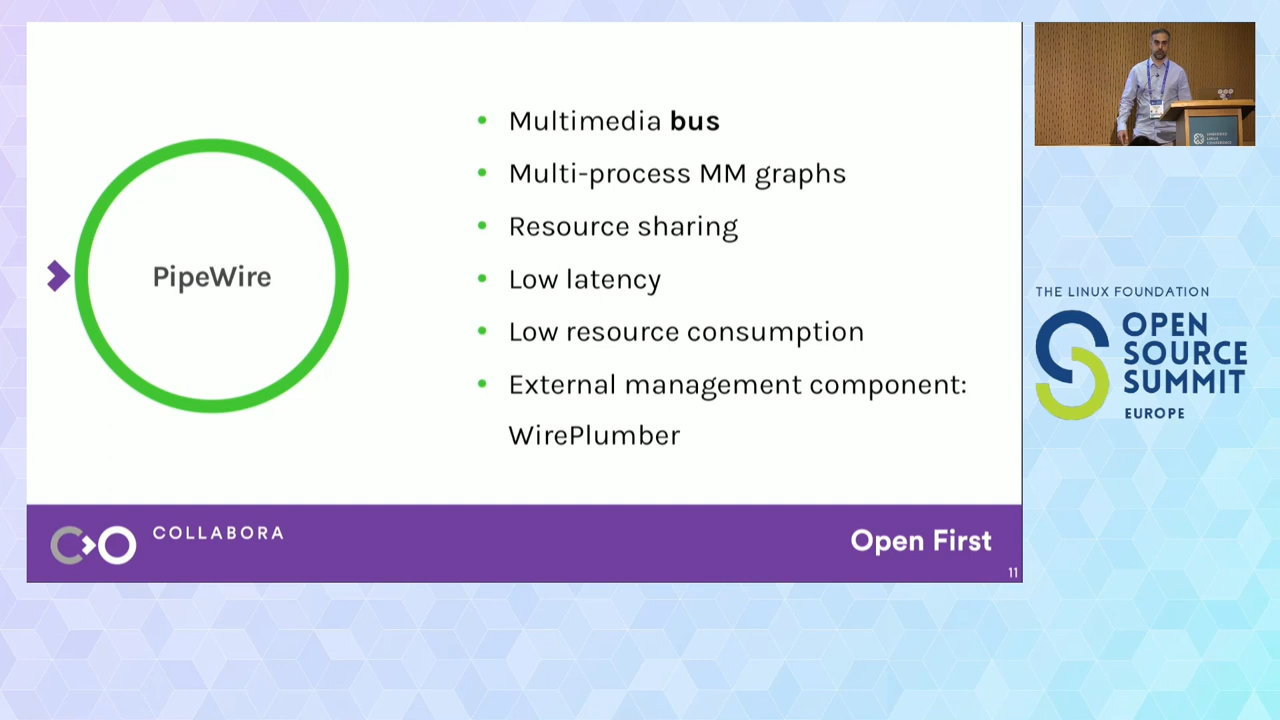 PipeWire
Multimedia bus
Multi-process MM graphs
Resource sharing
Low latency
Low resource consumption
External management component:
WirePlumber
COLLABORA
Open First
11
THE LINUX FOUNDATION
OPEN
SOURCE
SUMMIT
EUROPE